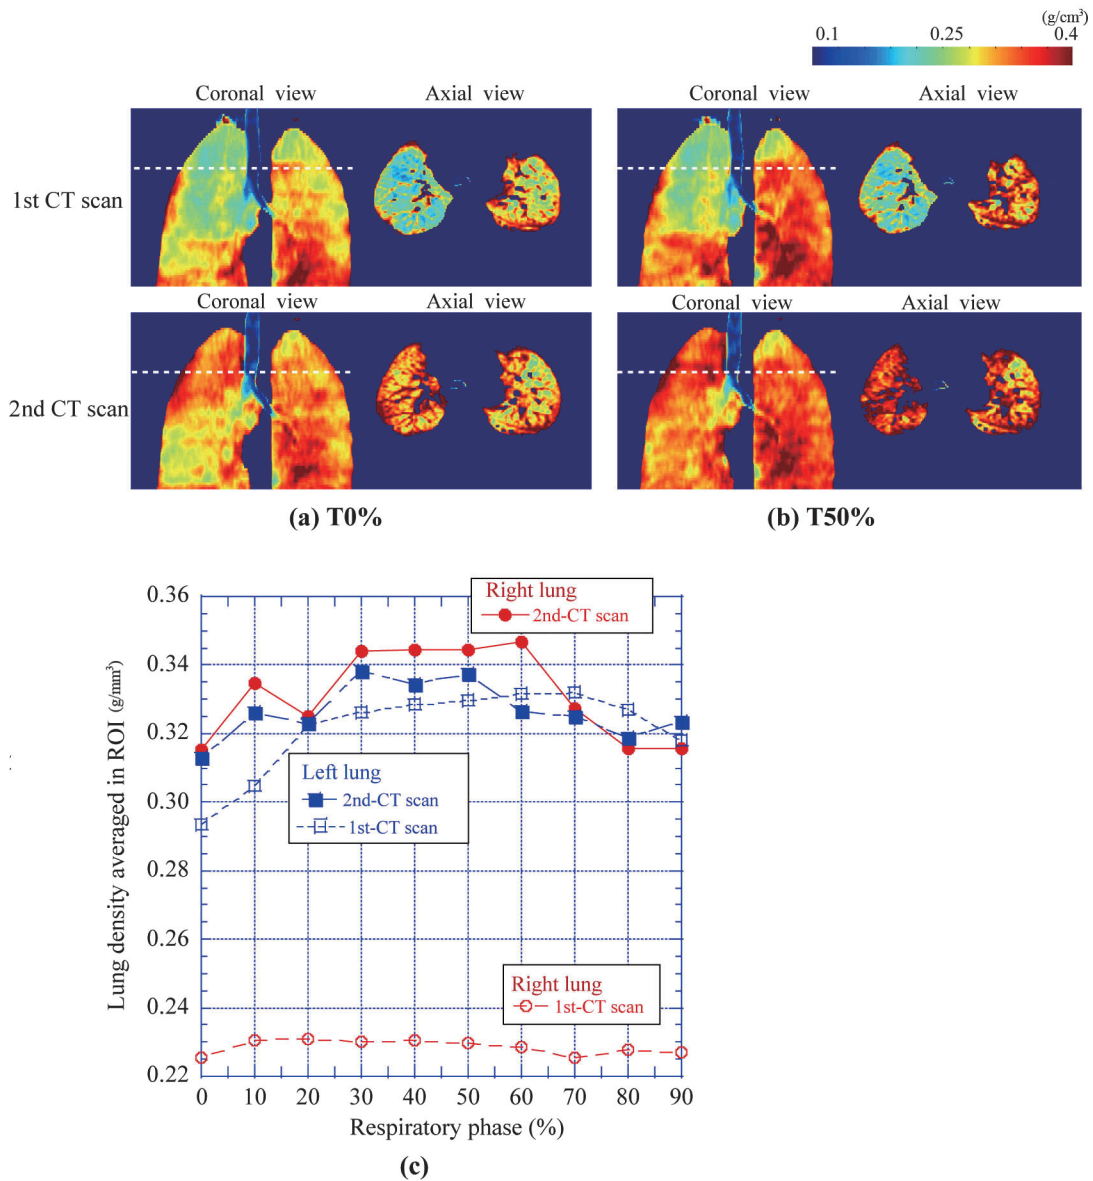 (g/cm³)
0.1 0.25 0.4
Coronal view Axial view Coronal view Axial view
1st CT scan
Coronal view Axial view Coronal view Axial view
2nd CT scan
(a) T0% (b) T50%
Lung density averaged in ROI (g/mm³)
0.36
0.34
0.32
0.30
0.28
0.26
0.24
0.22
Right lung
2nd-CT scan
Left lung
2nd-CT scan
1st-CT scan
Right lung
1st-CT scan
0 10 20 30 40 50 60 70 80 90
Respiratory phase (%)
(c)